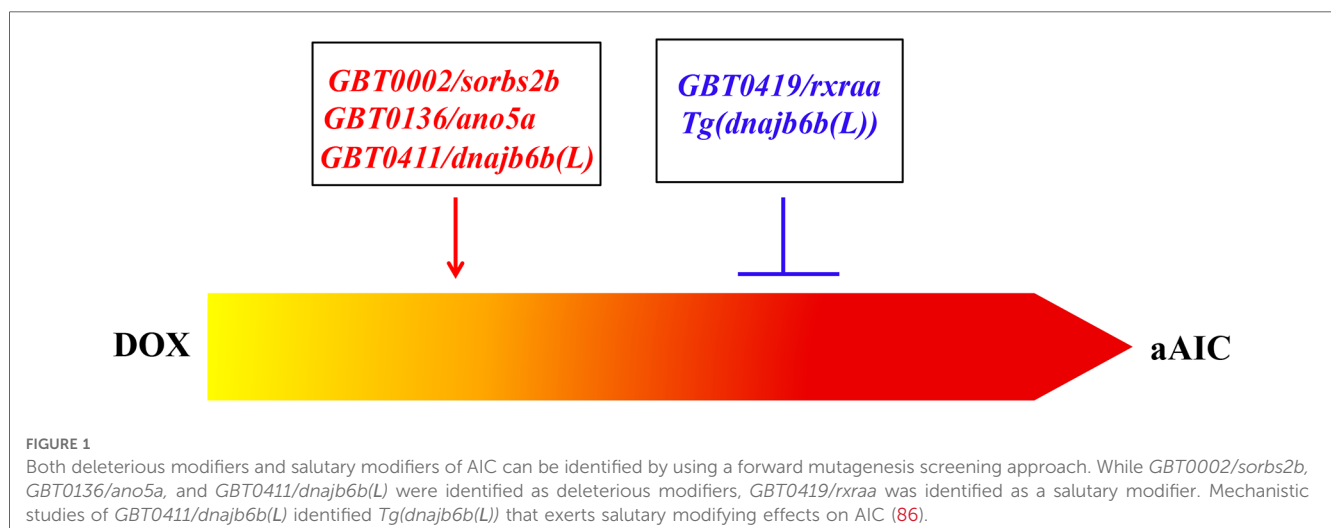 GBT0002/sorbs2b
GBT0136/ano5a
GBT0411/dnajb6b(L)
GBT0419/rxraa
Tg(dnajb6b(L))
DOX
aAIC
FIGURE 1
Both deleterious modifiers and salutary modifiers of AIC can be identified by using a forward mutagenesis screening approach. While GBT0002/sorbs2b,
GBT0136/ano5a, and GBT0411/dnajb6b(L) were identified as deleterious modifiers, GBT0419/rxraa was identified as a salutary modifier. Mechanistic
studies of GBT0411/dnajb6b(L) identified Tg(dnajb6b(L)) that exerts salutary modifying effects on AIC (86).